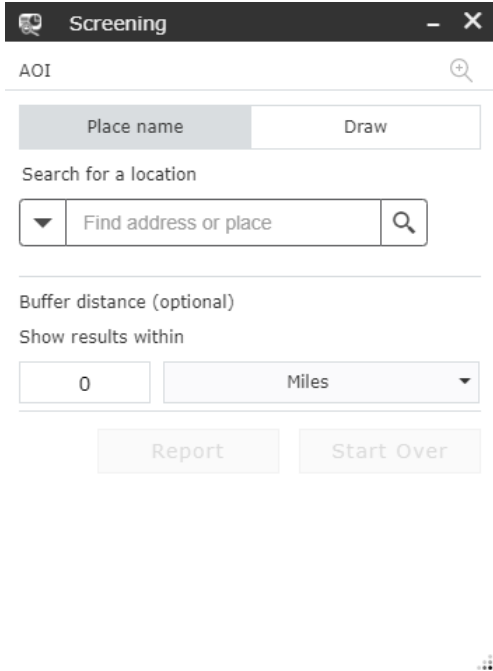 Screening
AOI
Place name Draw
Search for a location
Find address or place
Buffer distance (optional)
Show results within
0 Miles
Report Start Over